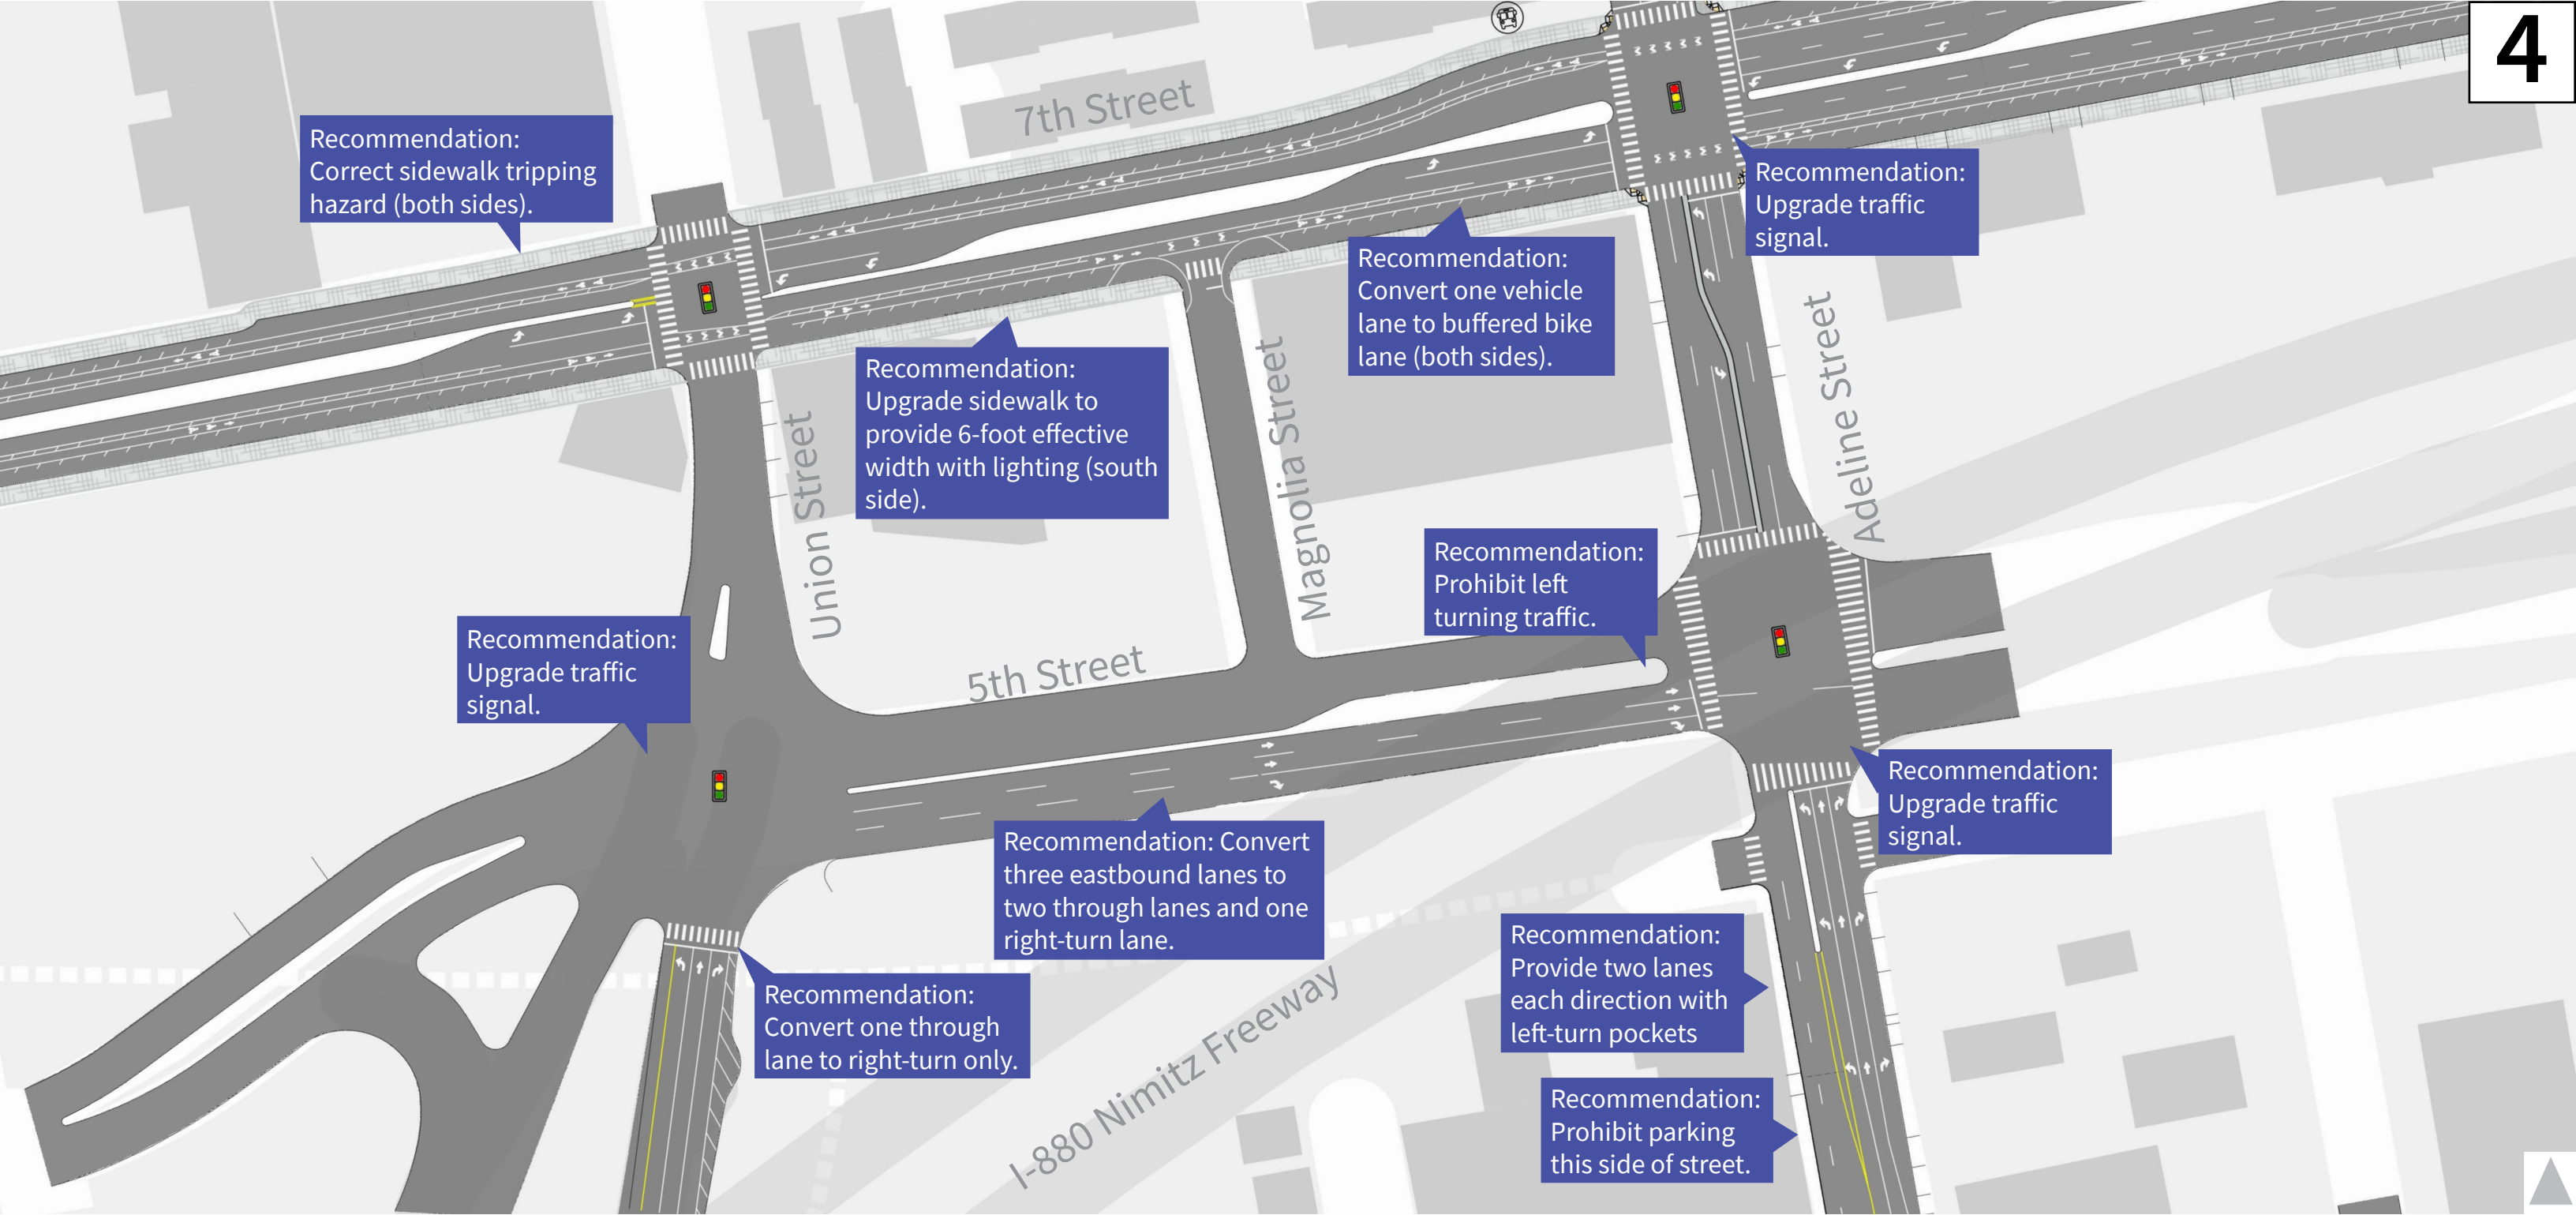 4
7th Street
Recommendation:
Correct sidewalk tripping
hazard (both sides).
Recommendation:
Upgrade traffic
signal.
Recommendation:
Convert one vehicle
lane to buffered bike
lane (both sides).
Recommendation:
Upgrade sidewalk to
provide 6-foot effective
width with lighting (south
side).
Union Street
Magnolia Street
Adeline Street
Recommendation:
Prohibit left
turning traffic.
Recommendation:
Upgrade traffic
signal.
5th Street
Recommendation:
Upgrade traffic
signal.
Recommendation: Convert
three eastbound lanes to
two through lanes and one
right-turn lane.
Recommendation:
Provide two lanes
each direction with
left-turn pockets
Recommendation:
Convert one through
lane to right-turn only.
I-880 Nimitz Freeway
Recommendation:
Prohibit parking
this side of street.